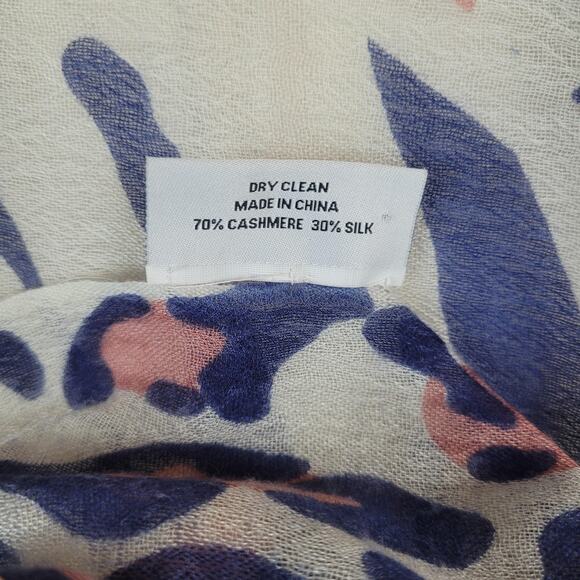 DRY CLEAN
MADE IN CHINA
70% CASHMERE 30% SILK